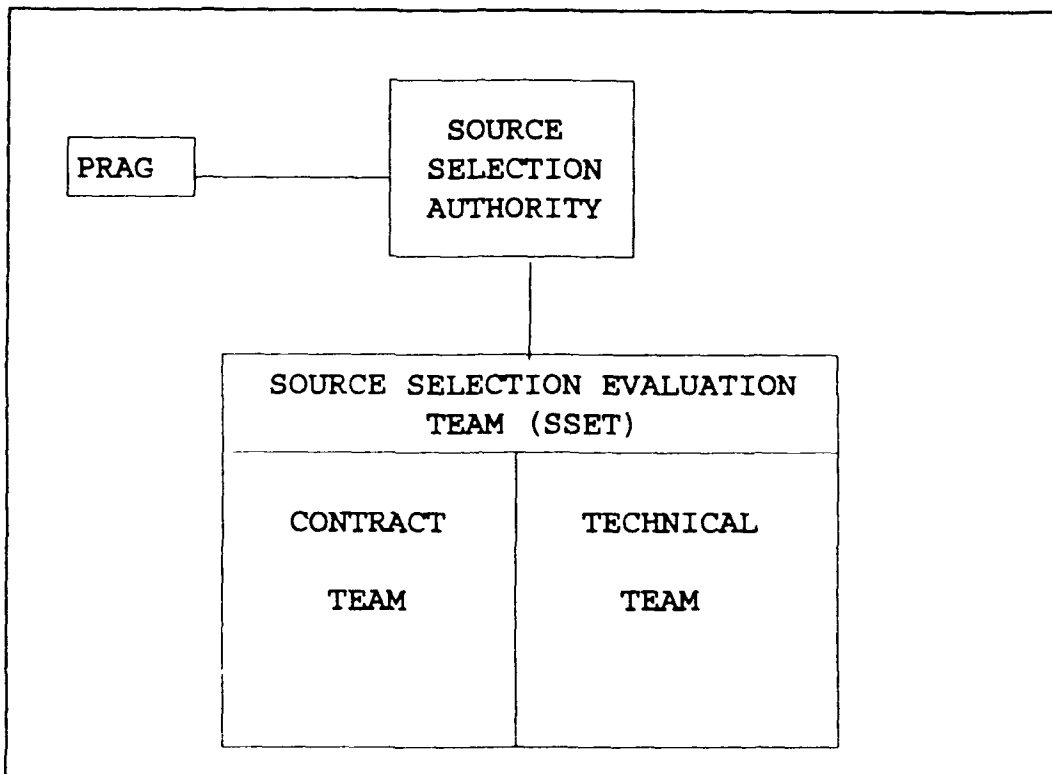 PRAG
SOURCE
SELECTION
AUTHORITY
SOURCE SELECTION EVALUATION
TEAM (SSET)
CONTRACT
TEAM
TECHNICAL
TEAM